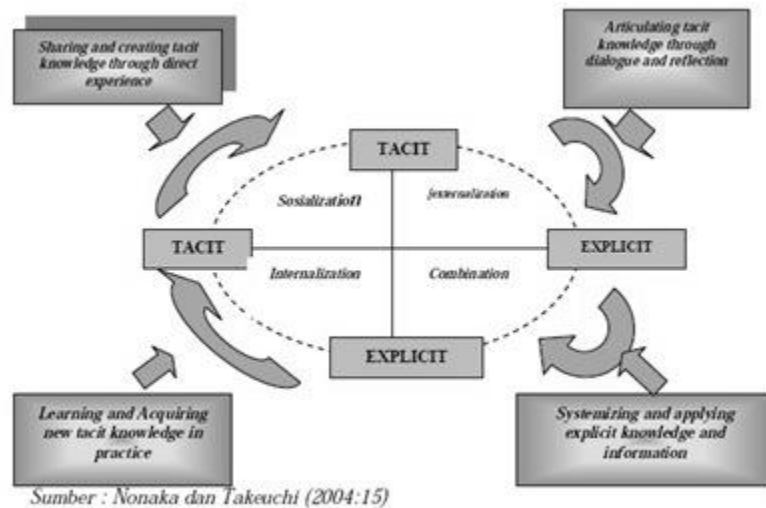 Sharing and creating tacit
knowledge through direct
experience
Articulating tacit
knowledge through
dialogue and reflection
TACIT
Sosialization
jexternalization
TACIT
EXPLICIT
Internalization
Combination
EXPLICIT
Learning and Acquiring
new tacit knowledge in
practice
Systemizing and applying
explicit knowledge and
information
Sumber : Nonaka dan Takeuchi (2004:15)